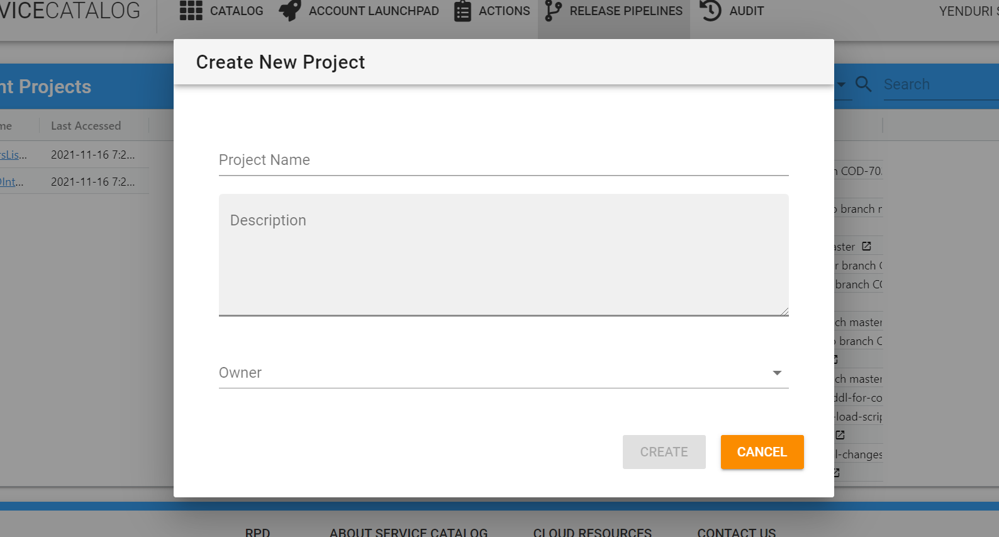 VICECATALOG
CATALOG
ACCOUNT LAUNCHPAD
ACTIONS
RELEASE PIPELINES
AUDIT
YENDURI S
Create New Project
nt Projects
Search
me
Last Accessed
rsLis...
2021-11-16 7:2...
DInt...
2021-11-16 7:2...
Project Name
Description
Owner
CREATE
CANCEL
n COD-70
o branch r
aster
r branch C
branch CO
ch master
o branch C
ch master
ddl-for-co
-load-scrip
l-changes
RPD
ABOUT SERVICE CATALOG
CLOUD RESOURCES
CONTACT US